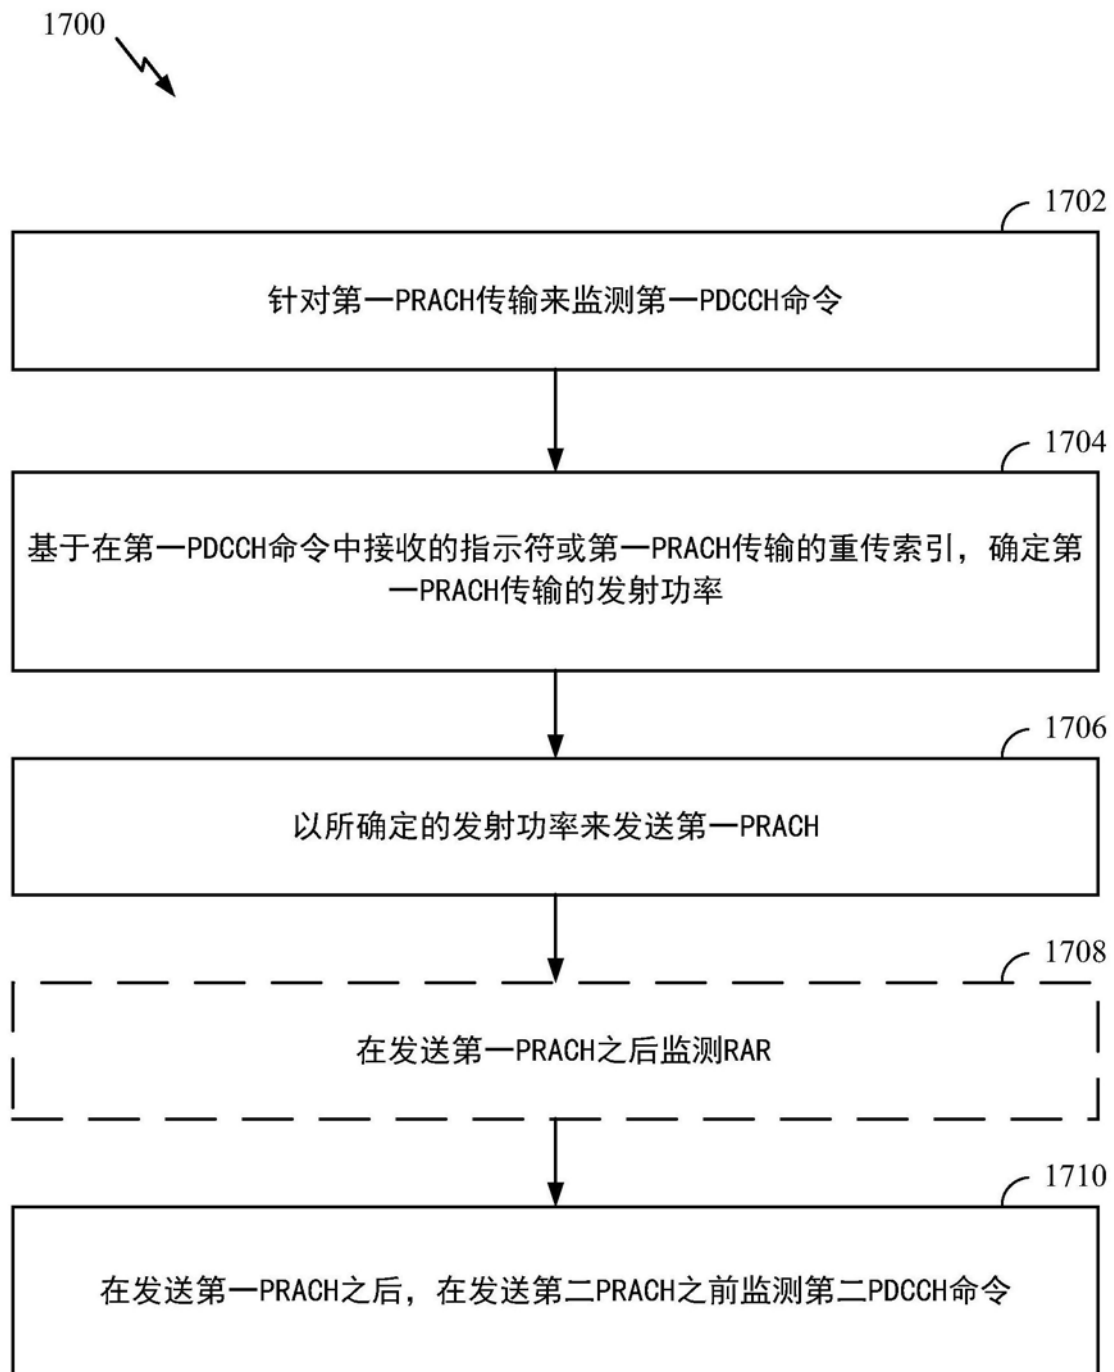 1700
1702
针对第一PRACH传输来监测第一PDCCH命令
1704
基于在第一PDCCH命令中接收的指示符或第一PRACH传输的重传索引，确定第
一PRACH传输的发射功率
1706
以所确定的发射功率来发送第一PRACH
1708
在发送第一PRACH之后监测RAR
1710
在发送第一PRACH之后，在发送第二PRACH之前监测第二PDCCH命令